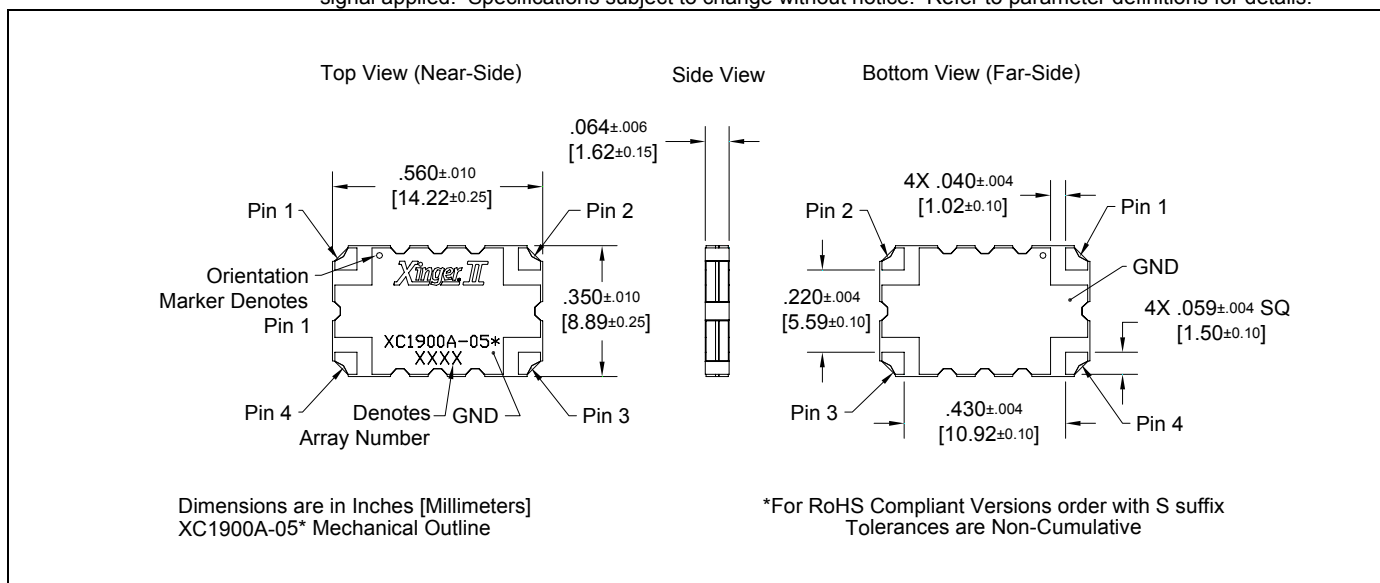 signal applied. Specifications subject to change without notice. Refer to parameter definitions for details.
Top View (Near-Side)
Side View
Bottom View (Far-Side)
.560±.010
[14.22±0.25]
Pin 1
Pin 2
Orientation
Marker Denotes
Pin 1
Xinger II
XC1900A-05*
XXXX
.350±.010
[8.89±0.25]
Pin 4
Denotes
Array Number
GND
Pin 3
.064±.006
[1.62±0.15]
4X .040±.004
[1.02±0.10]
Pin 2
Pin 1
GND
.220±.004
[5.59±0.10]
4X .059±.004 SQ
[1.50±0.10]
Pin 3
.430±.004
[10.92±0.10]
Pin 4
Dimensions are in Inches [Millimeters]
XC1900A-05* Mechanical Outline
*For RoHS Compliant Versions order with S suffix
Tolerances are Non-Cumulative